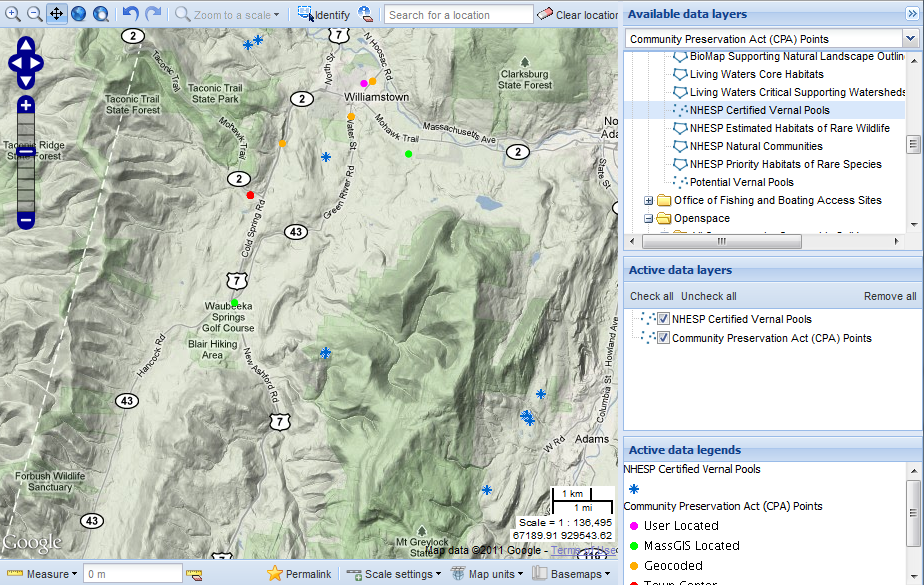 Zoom to a scale
Identify
Search for a location
Clear location
Available data layers
Community Preservation Act (CPA) Points
BioMap Supporting Natural Landscape Outlin
Living Waters Core Habitats
Living Waters Critical Supporting Watersheds
NHESP Certified Vernal Pools
NHESP Estimated Habitats of Rare Wildlife
NHESP Natural Communities
NHESP Priority Habitats of Rare Species
Potential Vernal Pools
Office of Fishing and Boating Access Sites
Openspace
Active data layers
Check all Uncheck all Remove all
NHESP Certified Vernal Pools
Community Preservation Act (CPA) Points
Active data legends
NHESP Certified Vernal Pools
Community Preservation Act (CPA) Points
User Located
MassGIS Located
Geocoded
Town Center
2
7
North St
N Hoosac Rd
Clarksburg
State Forest
Taconic Trail
Taconic Trail
State Forest
Taconic Trail
State Park
2
Williamstown
Mohawk Trail
Water St
Mohawk Trail
Massachusetts Ave
2
No
Ada
State St
Taconic Ridge
State Forest
2
Green River Rd
Cold Spring Rd
43
7
Waubeeka
Springs
Golf Course
Blair Hiking
Area
Hancock Rd
New Ashford Rd
Howland Ave
Columbia St
43
7
W Rd
Adams
Forbush Wildlife
Sanctuary
43
7
Mt Greylock
State
116
1 km
1 mi
Scale = 1 : 136,495
67189.91 929543.62
Google
Map data ©2011 Google - Terms of Use
Measure
0 m
Permalink
Scale settings
Map units
Basemaps